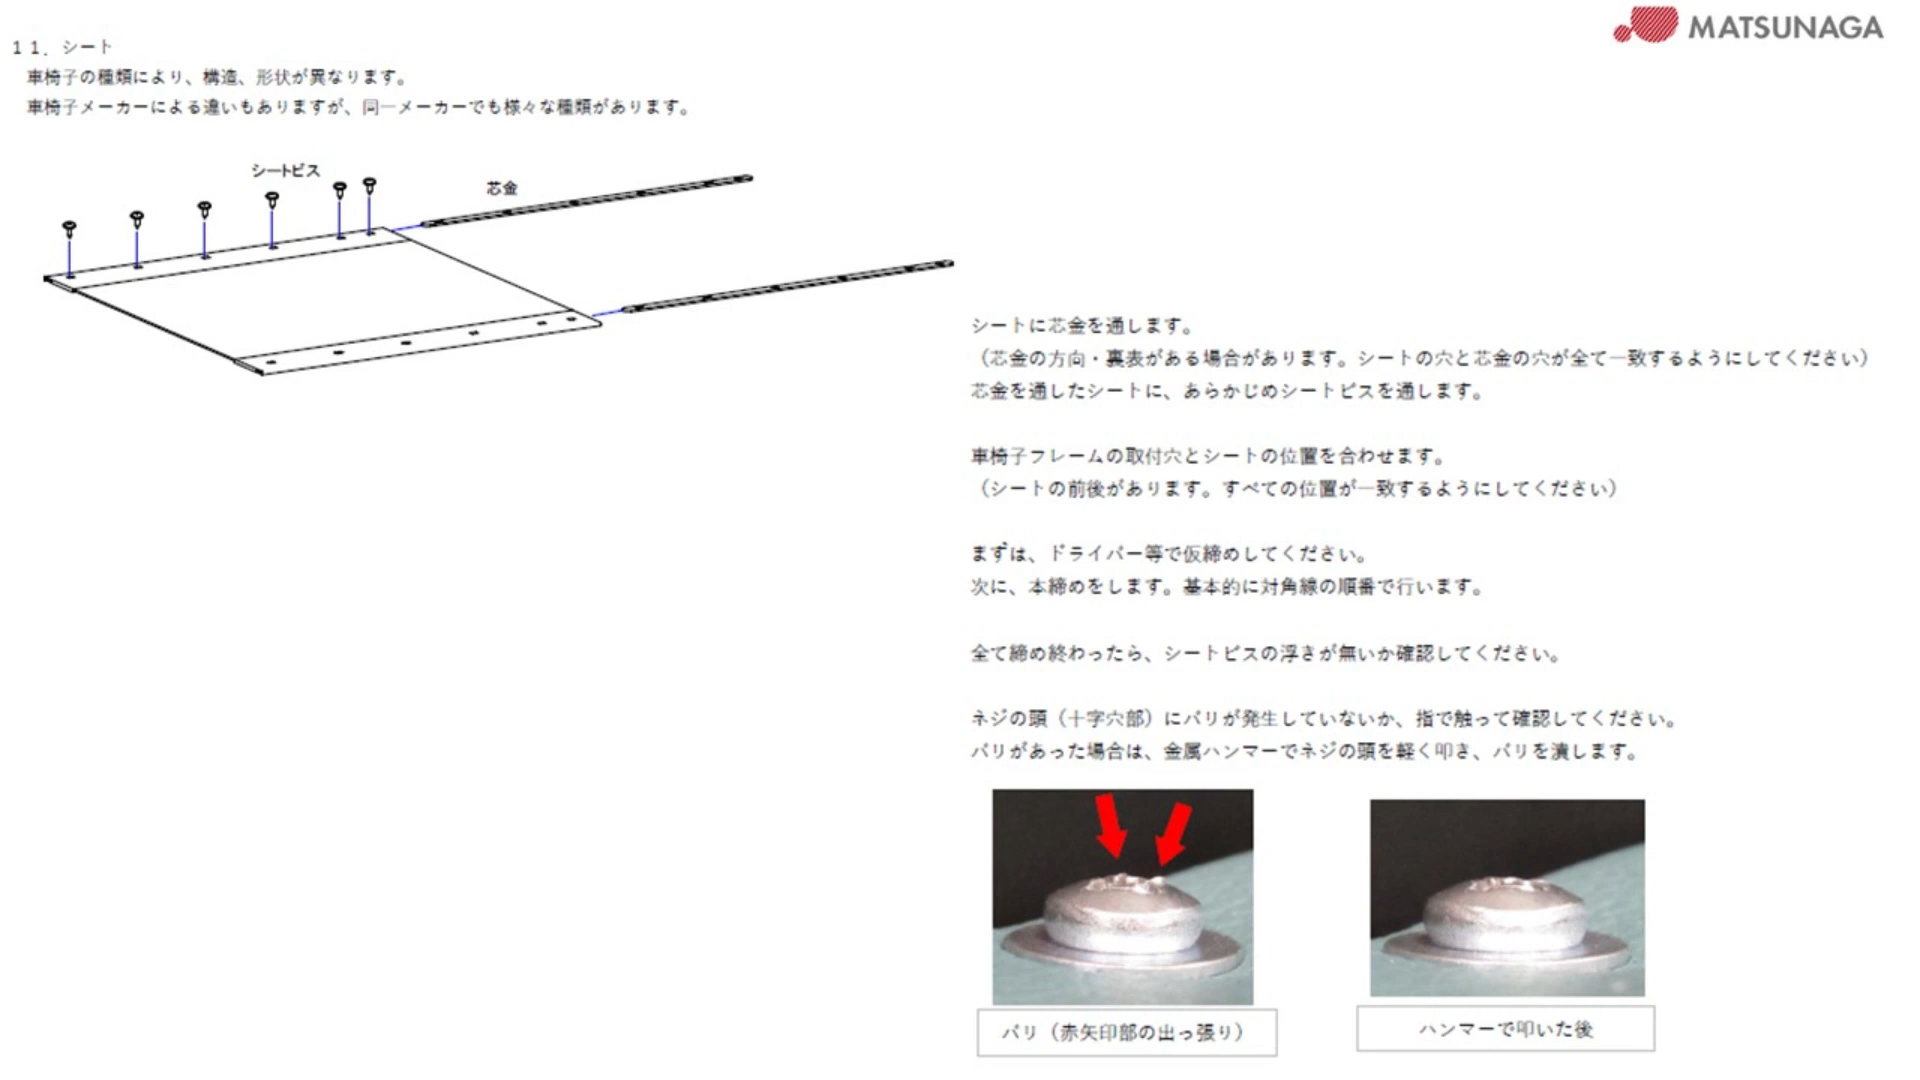 MATSUNAGA
１１．シート
車椅子の種類により、構造、形状が異なります。
車椅子メーカーによる違いもありますが、同一メーカーでも様々な種類があります。
シートビス
芯金
シートに芯金を通します。
（芯金の方向・裏表がある場合があります。シートの穴と芯金の穴が全て一致するようにしてください）
芯金を通したシートに、あらかじめシートビスを通します。
車椅子フレームの取付穴とシートの位置を合わせます。
（シートの前後があります。すべての位置が一致するようにしてください）
まずは、ドライバー等で仮締めしてください。
次に、本締めをします。基本的に対角線の順番で行います。
全て締め終わったら、シートビスの浮きが無いか確認してください。
ネジの頭（十字穴部）にバリが発生していないか、指で触って確認してください。
バリがあった場合は、金属ハンマーでネジの頭を軽く叩き、バリを潰します。
バリ（赤矢印部の出っ張り）
ハンマーで叩いた後